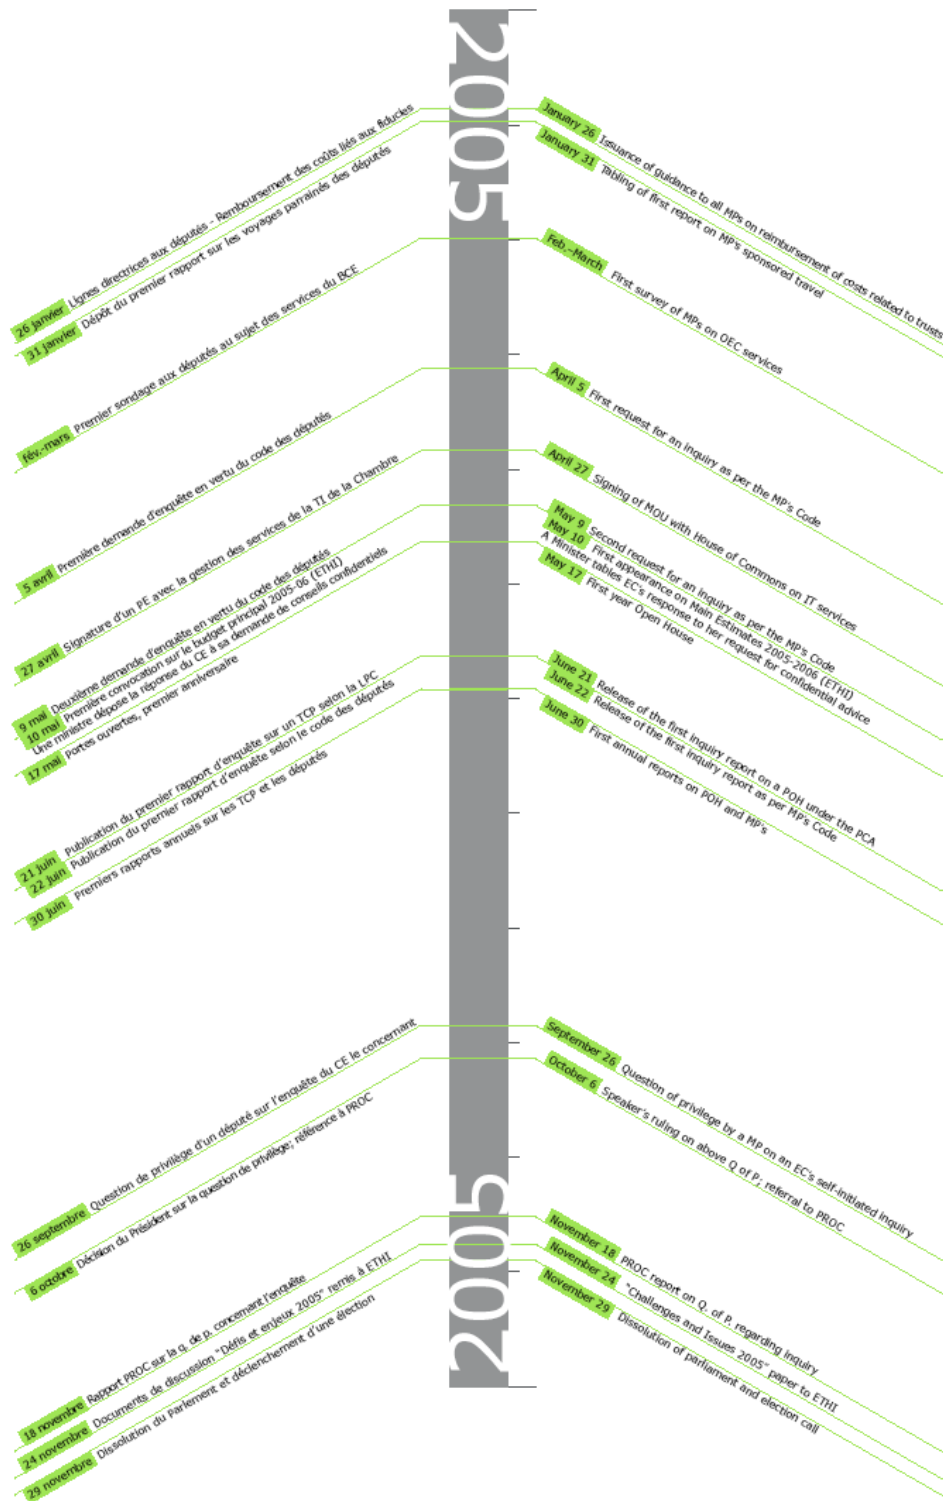 2005
26 janvier Lignes directrices aux députés - Remboursement des coûts liés aux fiducies
31 janvier Dépôt du premier rapport sur les voyages parrainés des députés
fév.-mars Premier sondage aux députés au sujet des services du BCE
5 avril Première demande d'enquête en vertu du code des députés
27 avril Signature d'un PE avec la gestion des services de la TI de la Chambre
9 mai Deuxième demande d'enquête en vertu du code des députés
10 mai Première convocation sur le budget principal 2005-06 (ETHI)
Une ministre dépose la réponse du CE à sa demande de conseils confidentiels
17 mai Portes ouvertes, premier anniversaire
21 juin Publication du premier rapport d'enquête sur un TCP selon la LPC
22 juin Publication du premier rapport d'enquête selon le code des députés
30 juin Premiers rapports annuels sur les TCP et les députés
26 septembre Question de privilège d'un député sur l'enquête du CE le concernant
6 octobre Décision du Président sur la question de privilège; référence à PROC
18 novembre Rapport PROC sur la q. de p. concernant l'enquête
24 novembre Documents de discussion "Défis et enjeux 2005" remis à ETHI
29 novembre Dissolution du Parlement et déclenchement d'une élection
January 26 Issuance of guidance to all MPs on reimbursement of costs related to trusts
January 31 Tabling of first report on MP's sponsored travel
Feb.-March First survey of MPs on OEC services
April 5 First request for an inquiry as per the MP's Code
April 27 Signing of MOU with House of Commons on IT services
May 9 Second request for an inquiry as per the MP's Code
May 10 First appearance on Main Estimates 2005-2006 (ETHI)
A Minister tables EC's response to her request for confidential advice
May 17 First year Open House
June 21 Release of the first inquiry report on a POH under the PCA
June 22 Release of the first inquiry report as per MP's Code
June 30 First annual reports on POH and MP's
September 26 Question of privilege by a MP on an EC's self-initiated inquiry
October 6 Speaker's ruling on above Q of P; referral to PROC
November 18 PROC report on Q. of P. regarding inquiry
November 24 "Challenges and Issues 2005" paper to ETHI
November 29 Dissolution of parliament and election call
2005